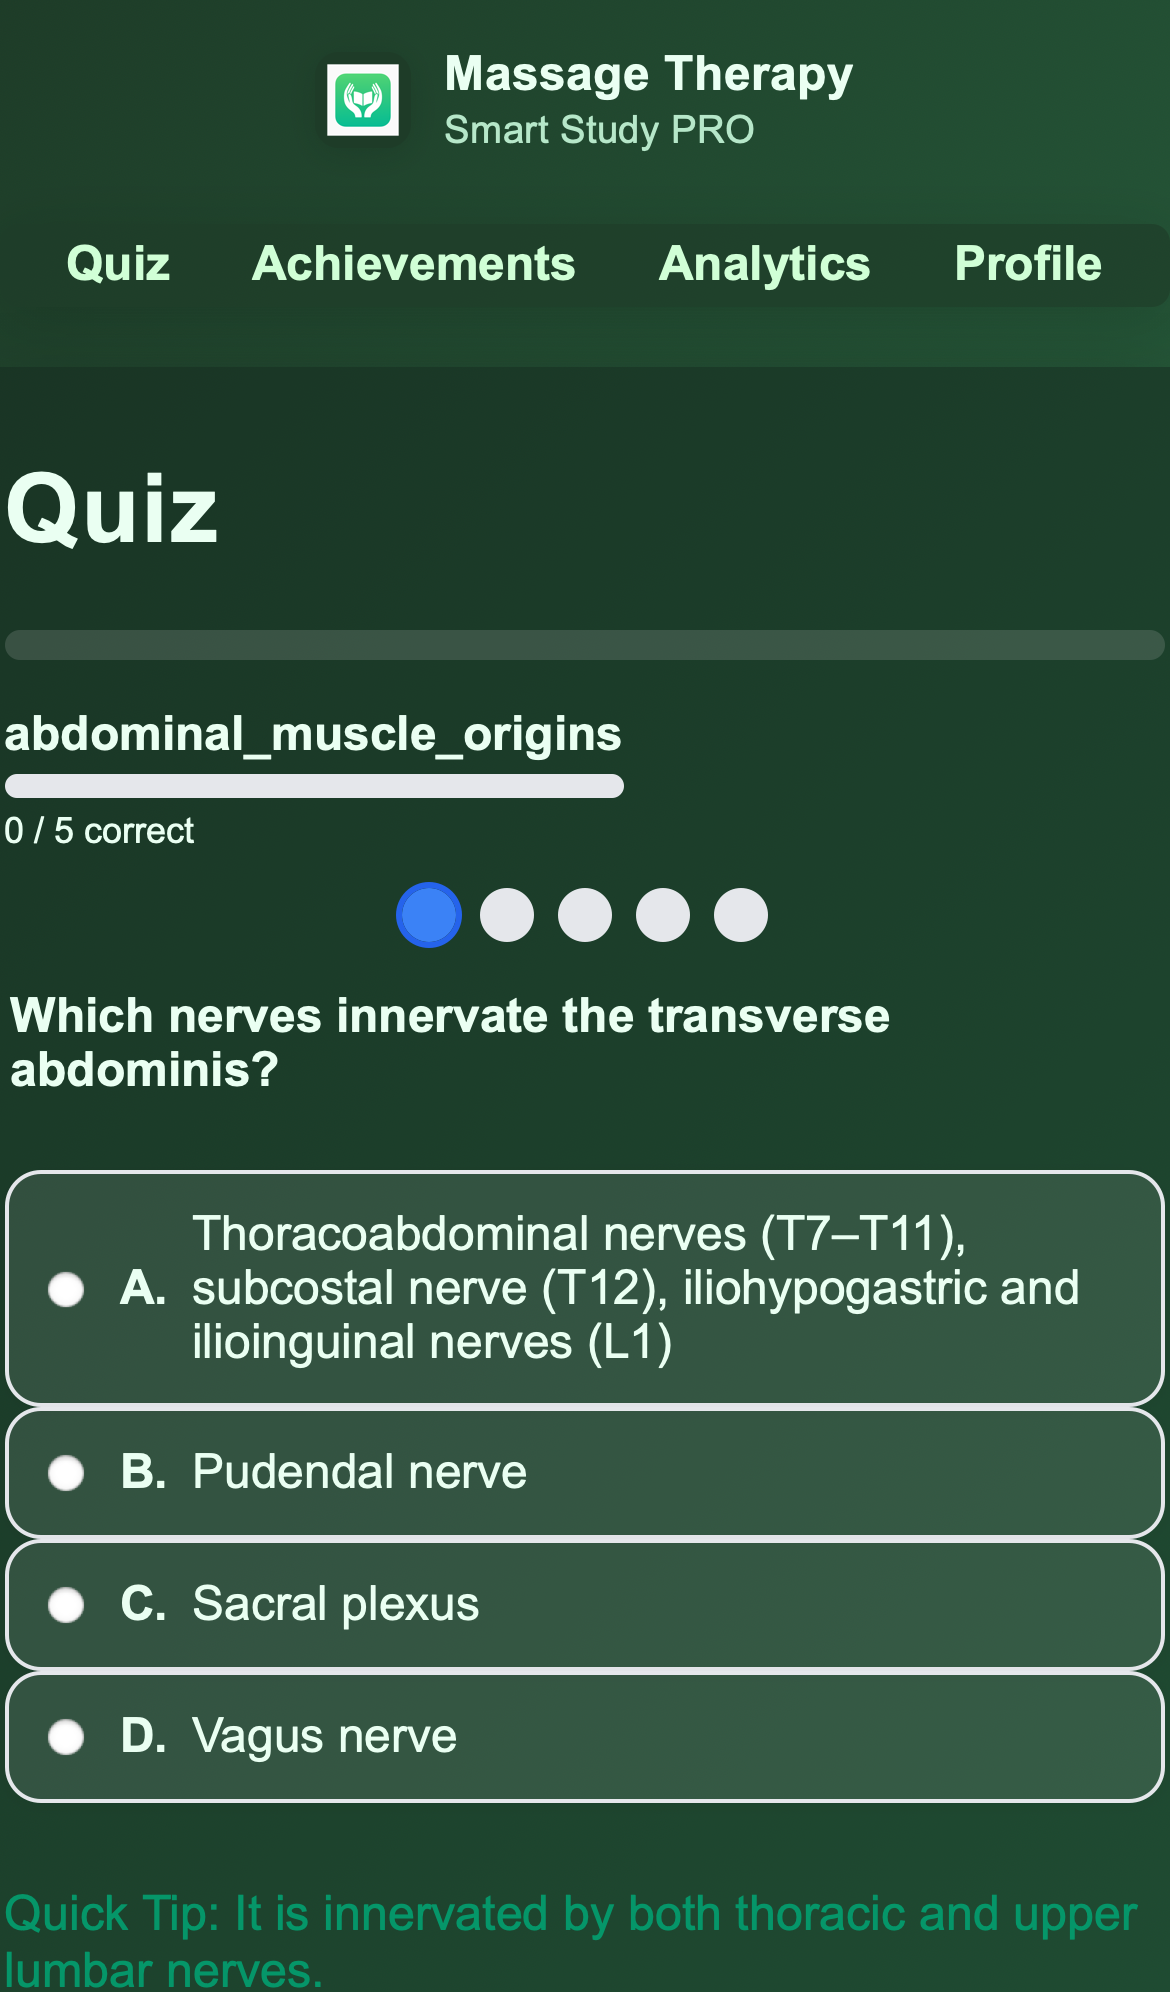 Massage Therapy
Smart Study PRO
Quiz Achievements Analytics Profile
Quiz
abdominal_muscle_origins
0 / 5 correct
Which nerves innervate the transverse
abdominis?
Thoracoabdominal nerves (T7–T11),
A. subcostal nerve (T12), iliohypogastric and
ilioinguinal nerves (L1)
B. Pudendal nerve
C. Sacral plexus
D. Vagus nerve
Quick Tip: It is innervated by both thoracic and upper
lumbar nerves.